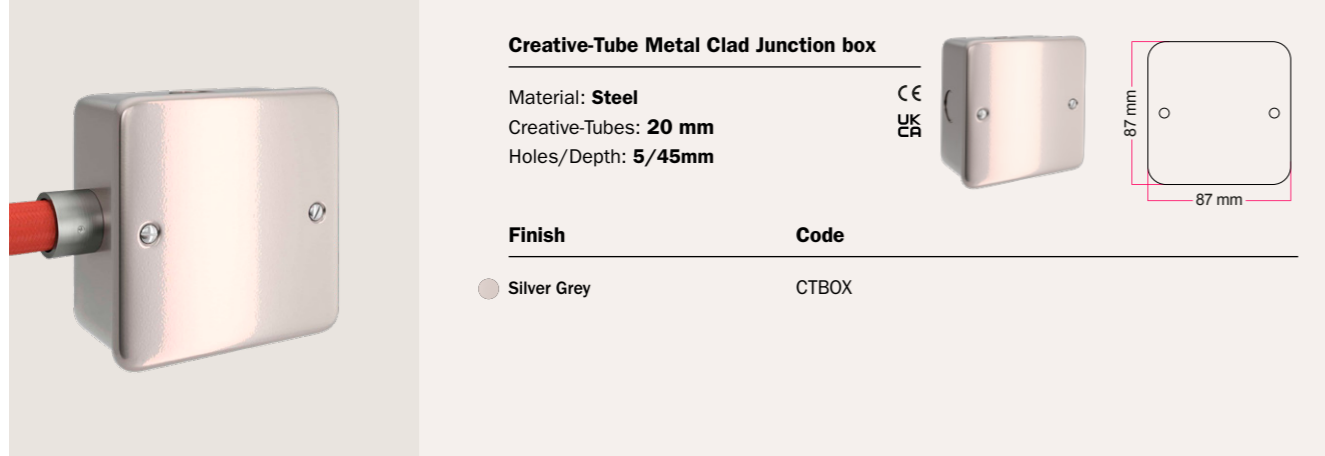 Creative-Tube Metal Clad Junction box
Material: Steel
Creative-Tubes: 20 mm
Holes/Depth: 5/45mm
CE
UK
CA
87 mm
87 mm
Finish Code
Silver Grey CTBOX